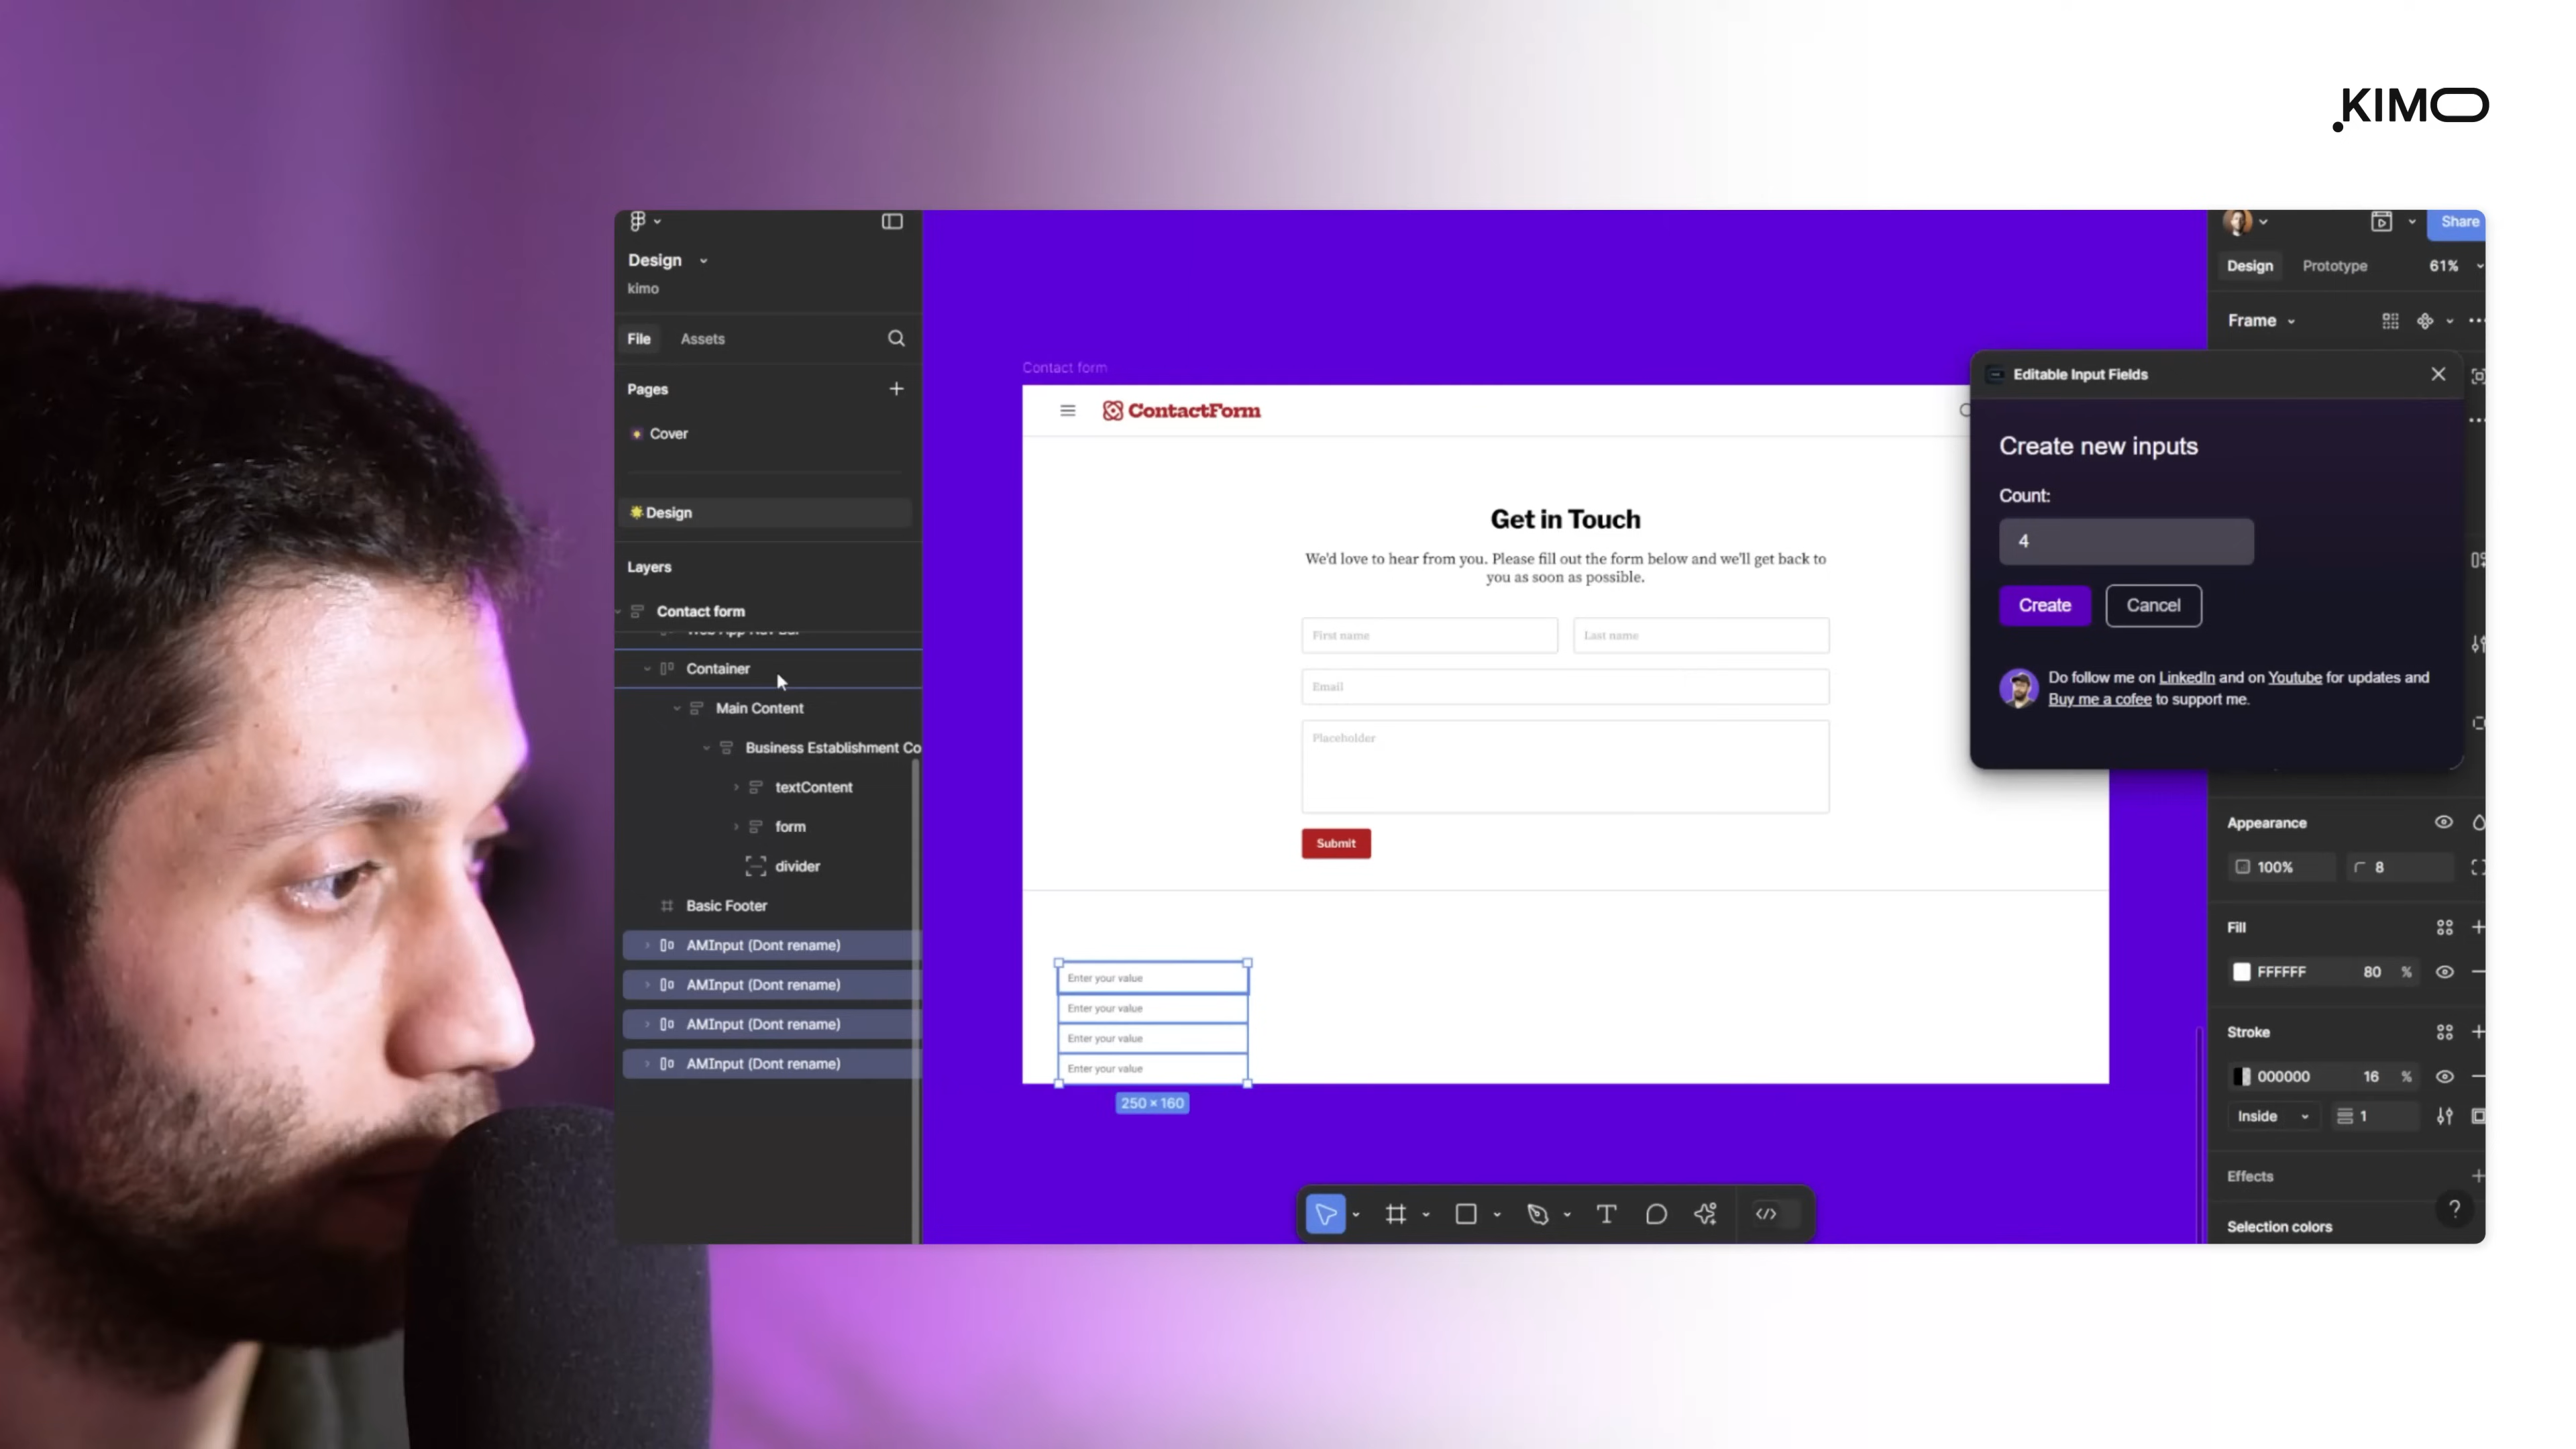 .KIMO
Design
kimo
File
Assets
Pages
Cover
Design
Layers
Contact form
Web App Nav Bar
Container
Main Content
Business Establishment Co
textContent
form
divider
Basic Footer
AMInput (Dont rename)
AMInput (Dont rename)
AMInput (Dont rename)
AMInput (Dont rename)
Contact form
ContactForm
Get in Touch
We'd love to hear from you. Please fill out the form below and we'll get back to
you as soon as possible.
First name
Last name
Email
Placeholder
Submit
Enter your value
Enter your value
Enter your value
Enter your value
250 × 160
Share
Design
Prototype
61%
Frame
Editable Input Fields
Create new inputs
Count:
4
Create
Cancel
Do follow me on LinkedIn and on Youtube for updates and
Buy me a cofee to support me.
Appearance
100%
8
Fill
FFFFFF
80 %
Stroke
000000
16 %
Inside
1
Effects
Selection colors
?